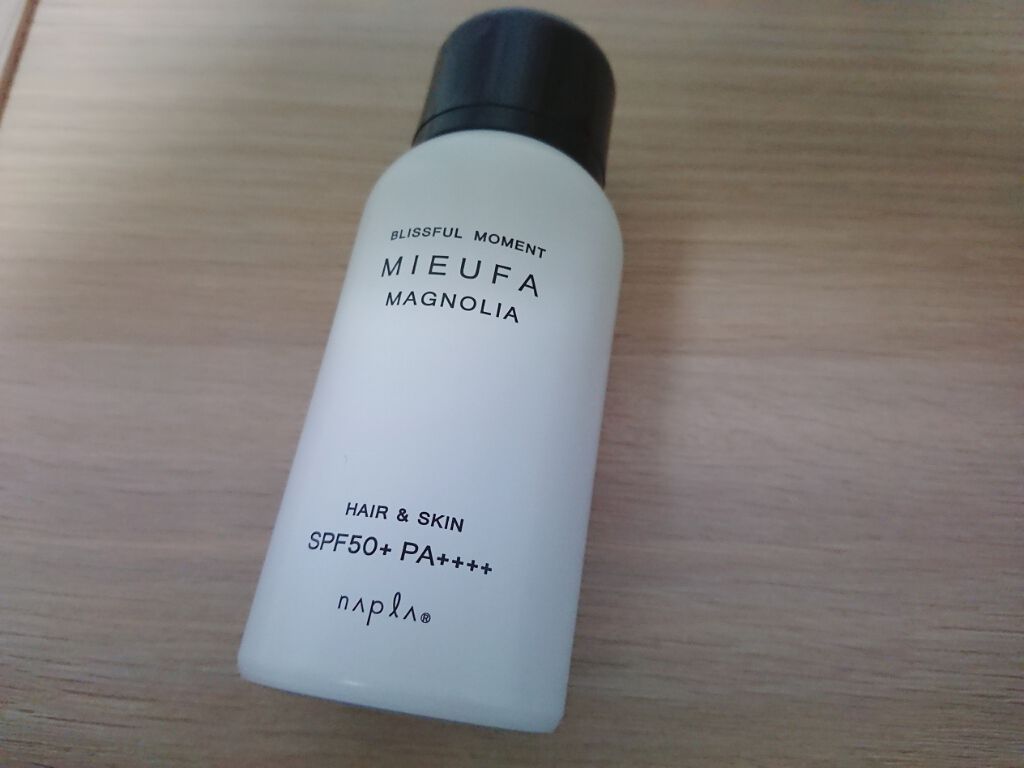 BLISSFUL MOMENT
MIEUFA
MAGNOLIA
HAIR & SKIN
SPF50+ PA++++
napla®